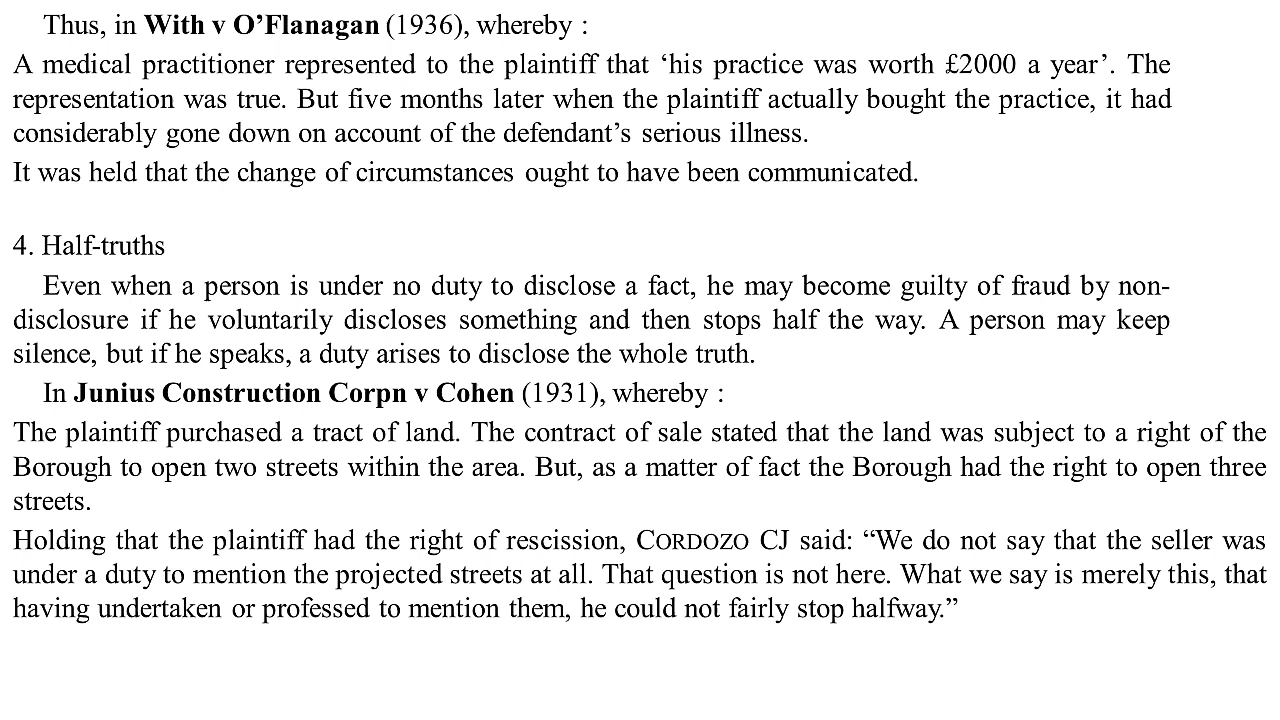 Thus, in With v O’Flanagan (1936), whereby :
A medical practitioner represented to the plaintiff that ‘his practice was worth £2000 a year’. The
representation was true. But five months later when the plaintiff actually bought the practice, it had
considerably gone down on account of the defendant’s serious illness.
It was held that the change of circumstances ought to have been communicated.
4. Half-truths
Even when a person is under no duty to disclose a fact, he may become guilty of fraud by non-
disclosure if he voluntarily discloses something and then stops half the way. A person may keep
silence, but if he speaks, a duty arises to disclose the whole truth.
In Junius Construction Corpn v Cohen (1931), whereby :
The plaintiff purchased a tract of land. The contract of sale stated that the land was subject to a right of the
Borough to open two streets within the area. But, as a matter of fact the Borough had the right to open three
streets.
Holding that the plaintiff had the right of rescission, CORDOZO CJ said: “We do not say that the seller was
under a duty to mention the projected streets at all. That question is not here. What we say is merely this, that
having undertaken or professed to mention them, he could not fairly stop halfway.”